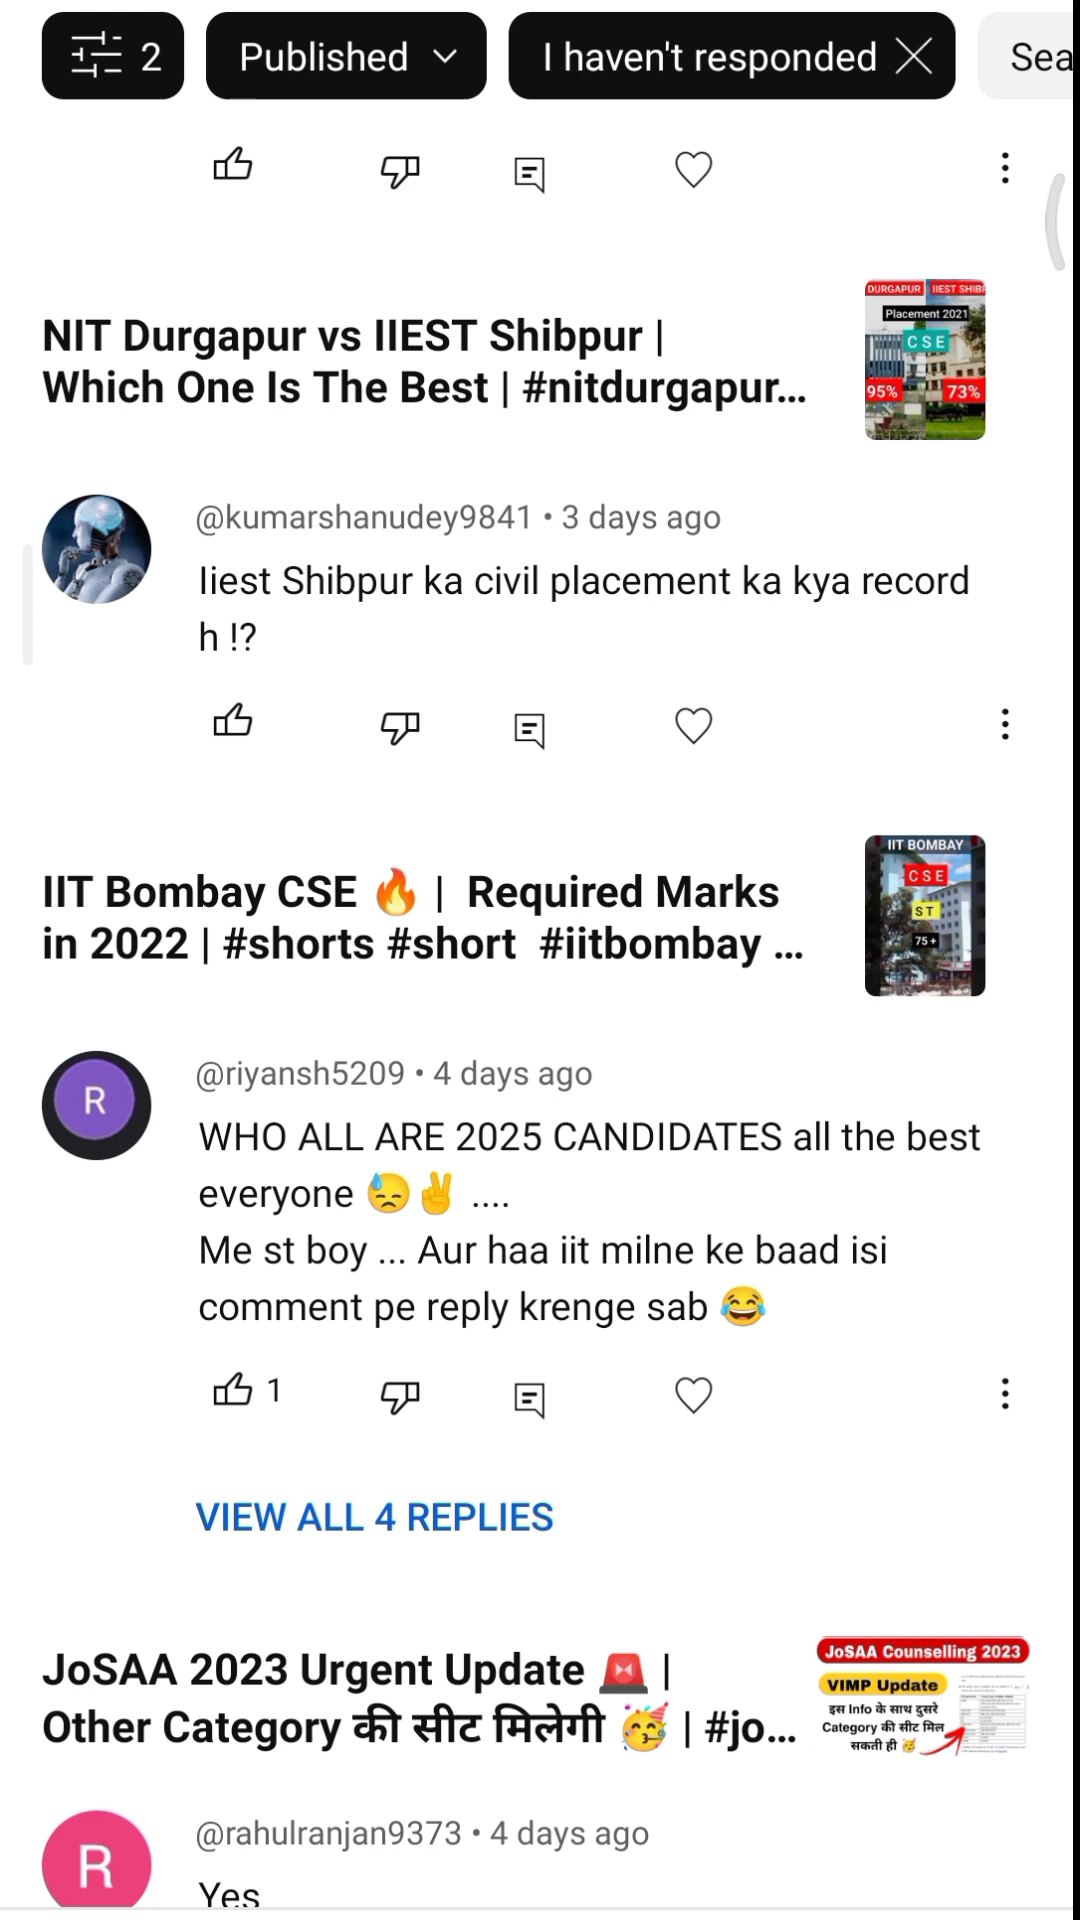 2
Published
I haven't responded
Sea
NIT Durgapur vs IIEST Shibpur |
Which One Is The Best | #nitdurgapur...
DURGAPUR
IIEST SHIBP
Placement 2021
CSE
95%
73%
@kumarshanudey9841 • 3 days ago
Iiest Shibpur ka civil placement ka kya record
h !?
IIT Bombay CSE 🔥 | Required Marks
in 2022 | #shorts #short #iitbombay ...
IIT BOMBAY
CSE
ST
75+
R
@riyansh5209 • 4 days ago
WHO ALL ARE 2025 CANDIDATES all the best
everyone 😓✌️ ....
Me st boy ... Aur haa iit milne ke baad isi
comment pe reply krenge sab 😂
1
VIEW ALL 4 REPLIES
JoSAA 2023 Urgent Update 🚨 |
Other Category की सीट मिलेगी 🥳 | #jo...
JoSAA Counselling 2023
VIMP Update
इस Info के साथ दुसरे
Category की सीट मिल
सकती ही 🥳
R
@rahulranjan9373 • 4 days ago
Yes